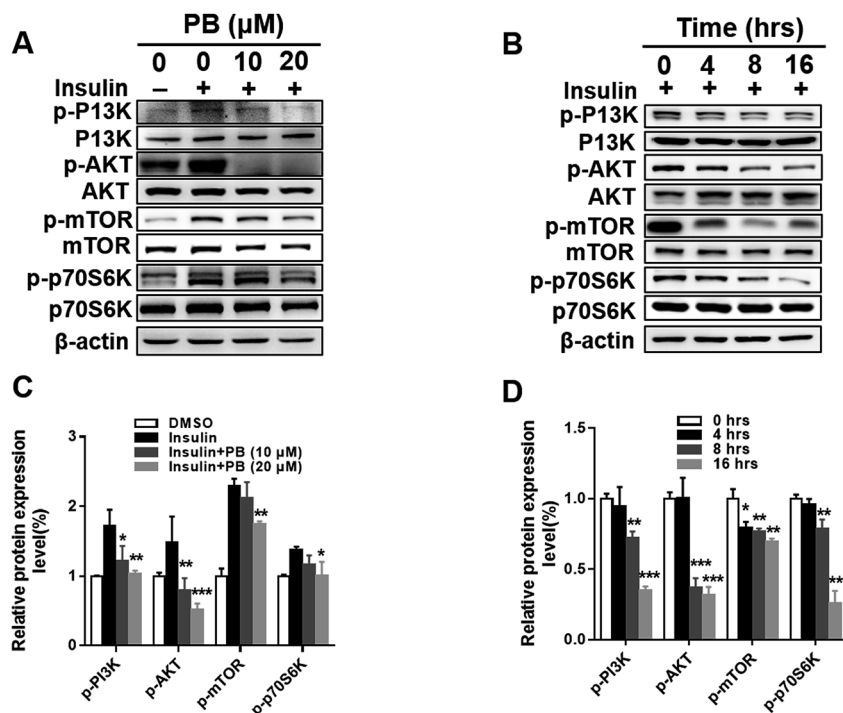 A
PB (µM)
0 0 10 20
Insulin – + + +
p-P13K
P13K
p-AKT
AKT
p-mTOR
mTOR
p-p70S6K
p70S6K
β-actin
B
Time (hrs)
0 4 8 16
Insulin + + + +
p-P13K
P13K
p-AKT
AKT
p-mTOR
mTOR
p-p70S6K
p70S6K
β-actin
C
DMSO
Insulin
Insulin+PB (10 µM)
Insulin+PB (20 µM)
Relative protein expression
level(%)
3
2
1
0
* **
** ***
**
*
p-PI3K
p-AKT
p-mTOR
p-p70S6K
D
0 hrs
4 hrs
8 hrs
16 hrs
Relative protein expression
level(%)
1.5
1.0
0.5
0.0
** ***
*** ***
* ** **
** **
p-PI3K
p-AKT
p-mTOR
p-p70S6K